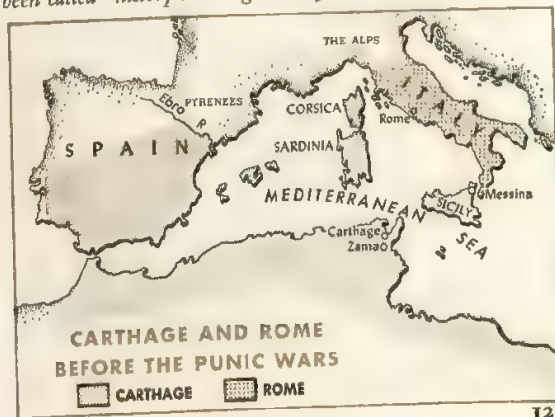 THE ALPS
Ebro R.
PYRENEES
CORSICA
ITALY
Rome
SPAIN
SARDINIA
MEDITERRANEAN
SEA
SICILY
Messina
Carthage
Zama
CARTHAGE AND ROME
BEFORE THE PUNIC WARS
CARTHAGE ROME